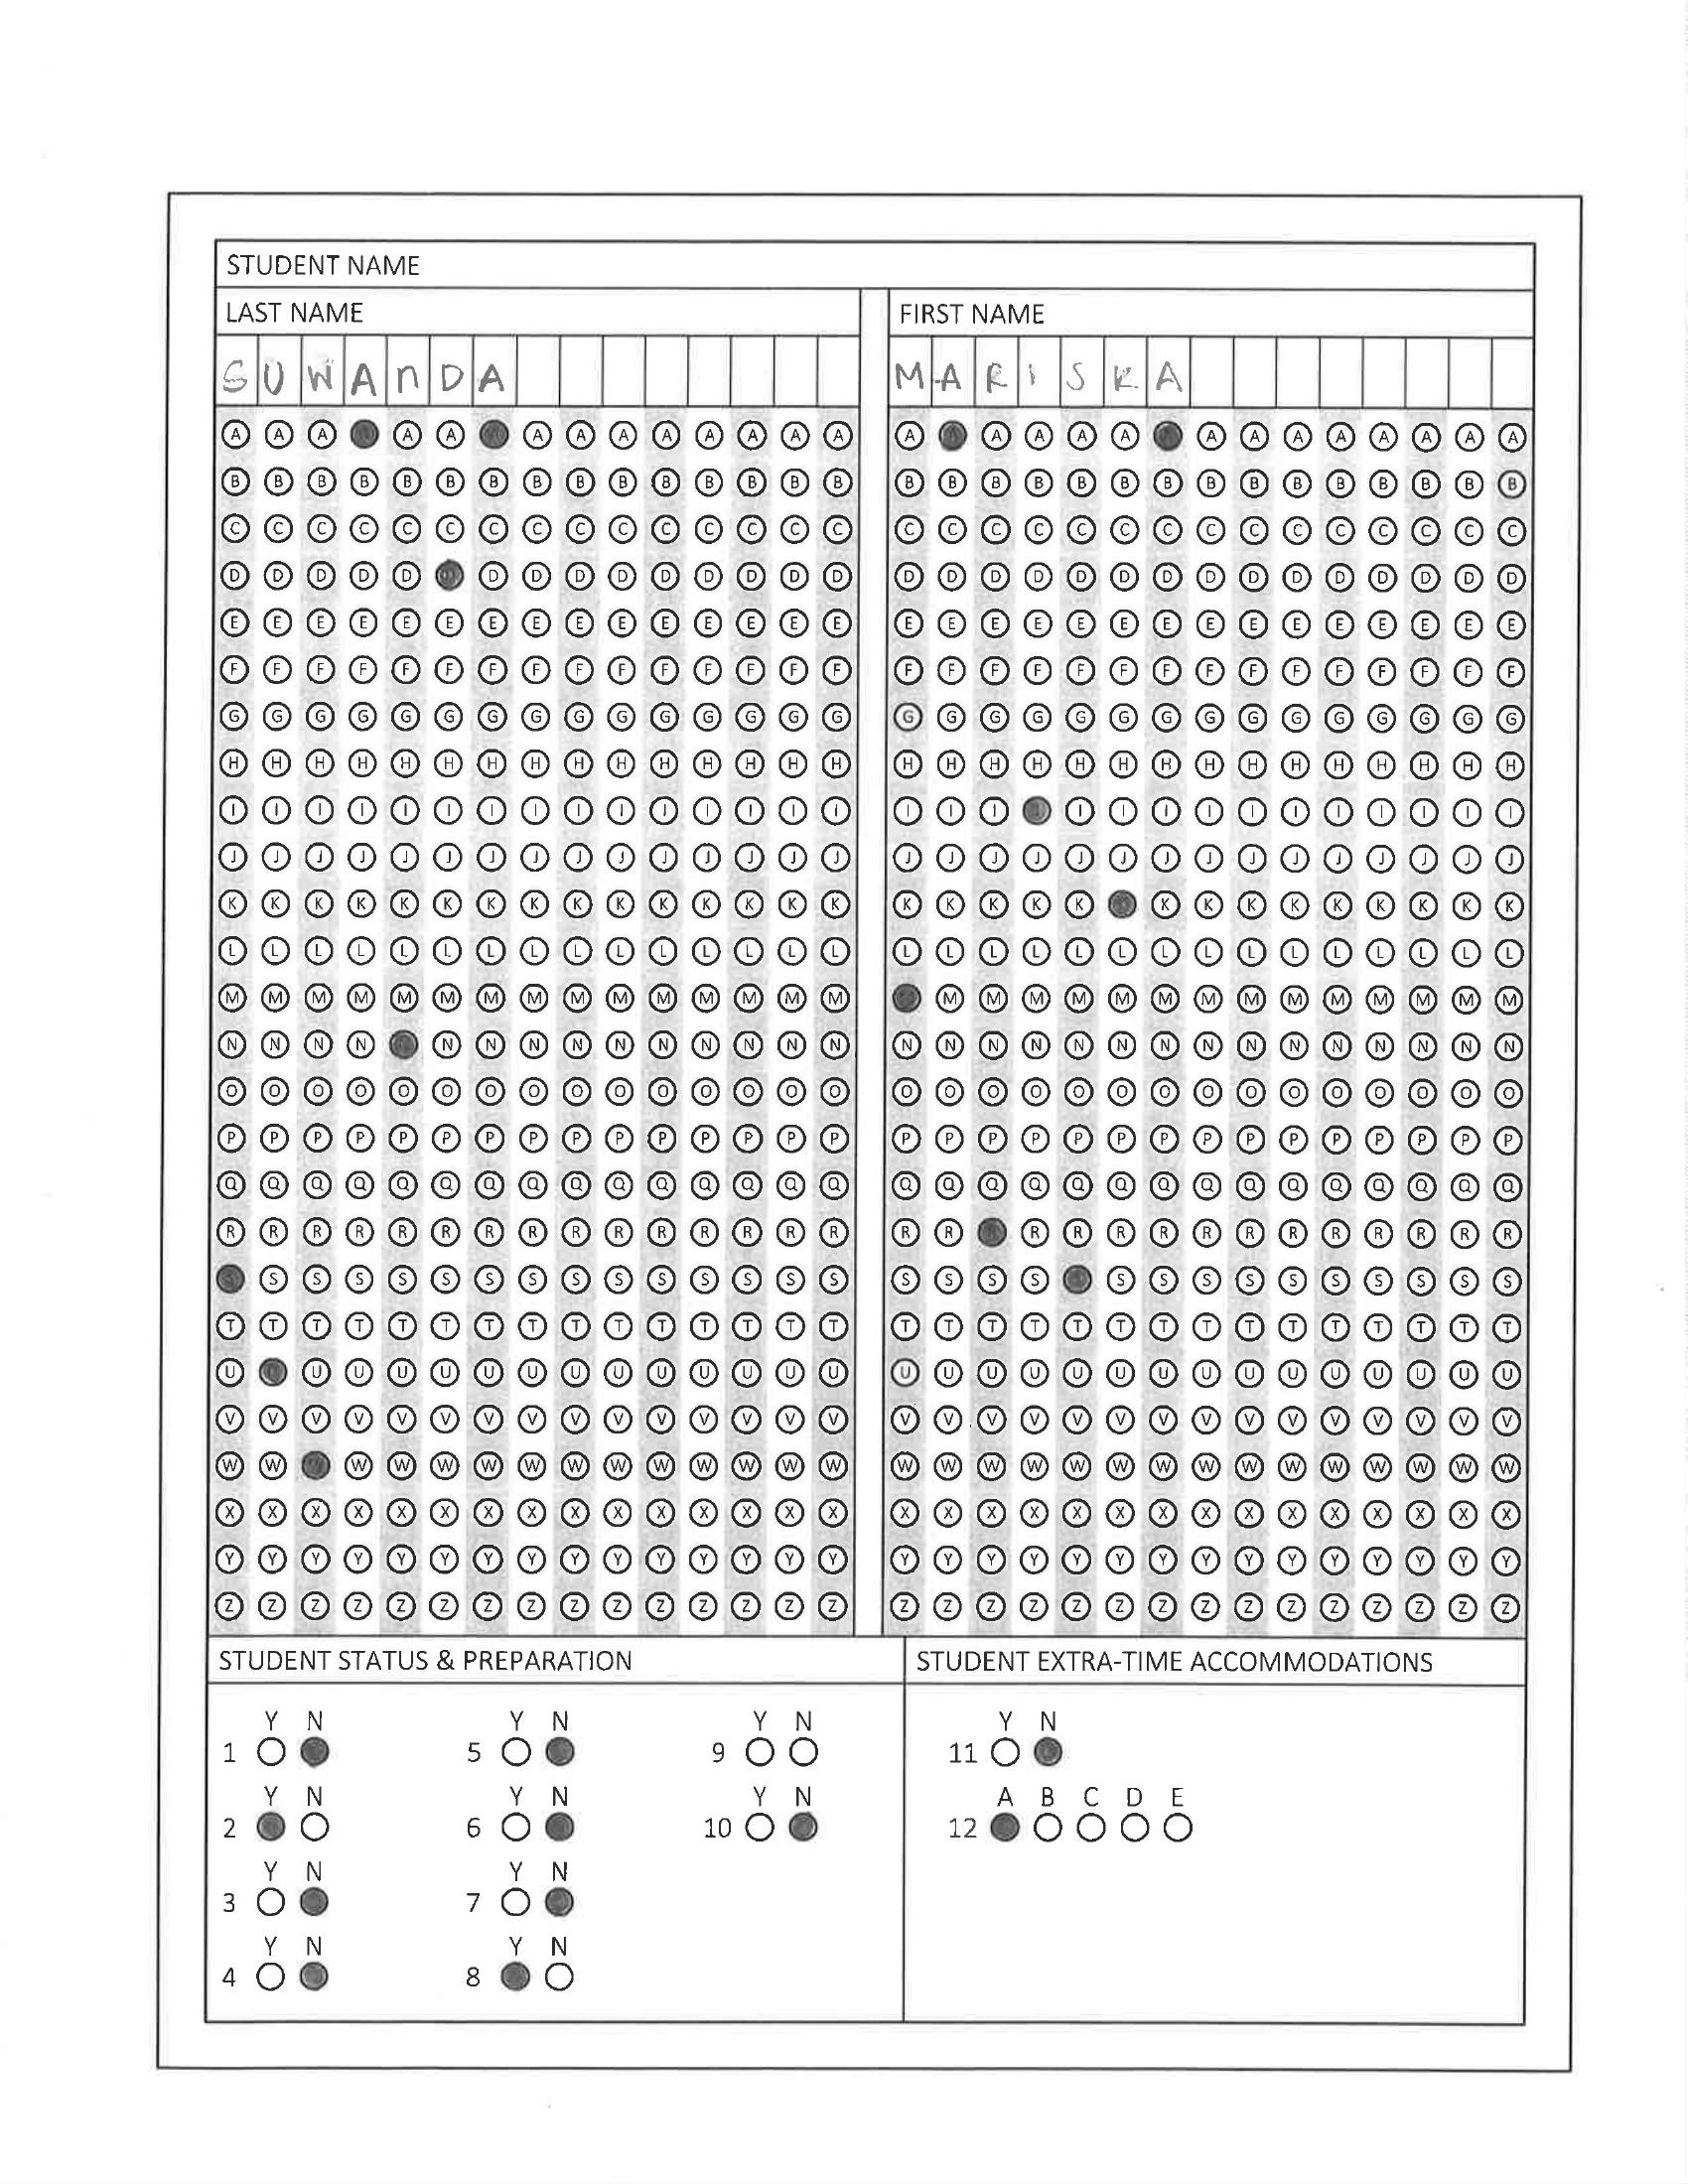 STUDENT NAME
LAST NAME FIRST NAME
S U W A n D A M A R I S K A
A A A A A A A A A A A A A A A A A A A A A A A A A A
B B B B B B B B B B B B B B B B B B B B B B B B B B B B B B
C C C C C C C C C C C C C C C C C C C C C C C C C C C C C C
D D D D D D D D D D D D D D D D D D D D D D D D D D D D D
E E E E E E E E E E E E E E E E E E E E E E E E E E E E E E
F F F F F F F F F F F F F F F F F F F F F F F F F F F F F F
G G G G G G G G G G G G G G G G G G G G G G G G G G G G G G
H H H H H H H H H H H H H H H H H H H H H H H H H H H H H H
I I I I I I I I I I I I I I I I I I I I I I I I I I I I I
J J J J J J J J J J J J J J J J J J J J J J J J J J J J J J
K K K K K K K K K K K K K K K K K K K K K K K K K K K K K
L L L L L L L L L L L L L L L L L L L L L L L L L L L L L L
M M M M M M M M M M M M M M M M M M M M M M M M M M M M M
N N N N N N N N N N N N N N N N N N N N N N N N N N N N N
O O O O O O O O O O O O O O O O O O O O O O O O O O O O O O
P P P P P P P P P P P P P P P P P P P P P P P P P P P P P P
Q Q Q Q Q Q Q Q Q Q Q Q Q Q Q Q Q Q Q Q Q Q Q Q Q Q Q Q Q Q
R R R R R R R R R R R R R R R R R R R R R R R R R R R R R
S S S S S S S S S S S S S S S S S S S S S S S S S S S S
T T T T T T T T T T T T T T T T T T T T T T T T T T T T T T
U U U U U U U U U U U U U U U U U U U U U U U U U U U U U
V V V V V V V V V V V V V V V V V V V V V V V V V V V V V V
W W W W W W W W W W W W W W W W W W W W W W W W W W W W W
X X X X X X X X X X X X X X X X X X X X X X X X X X X X X X
Y Y Y Y Y Y Y Y Y Y Y Y Y Y Y Y Y Y Y Y Y Y Y Y Y Y Y Y Y Y
Z Z Z Z Z Z Z Z Z Z Z Z Z Z Z Z Z Z Z Z Z Z Z Z Z Z Z Z Z Z
STUDENT STATUS & PREPARATION STUDENT EXTRA-TIME ACCOMMODATIONS
Y N Y N Y N Y N
1 5 9 11
Y N Y N Y N A B C D E
2 6 10 12
Y N Y N
3 7
Y N Y N
4 8